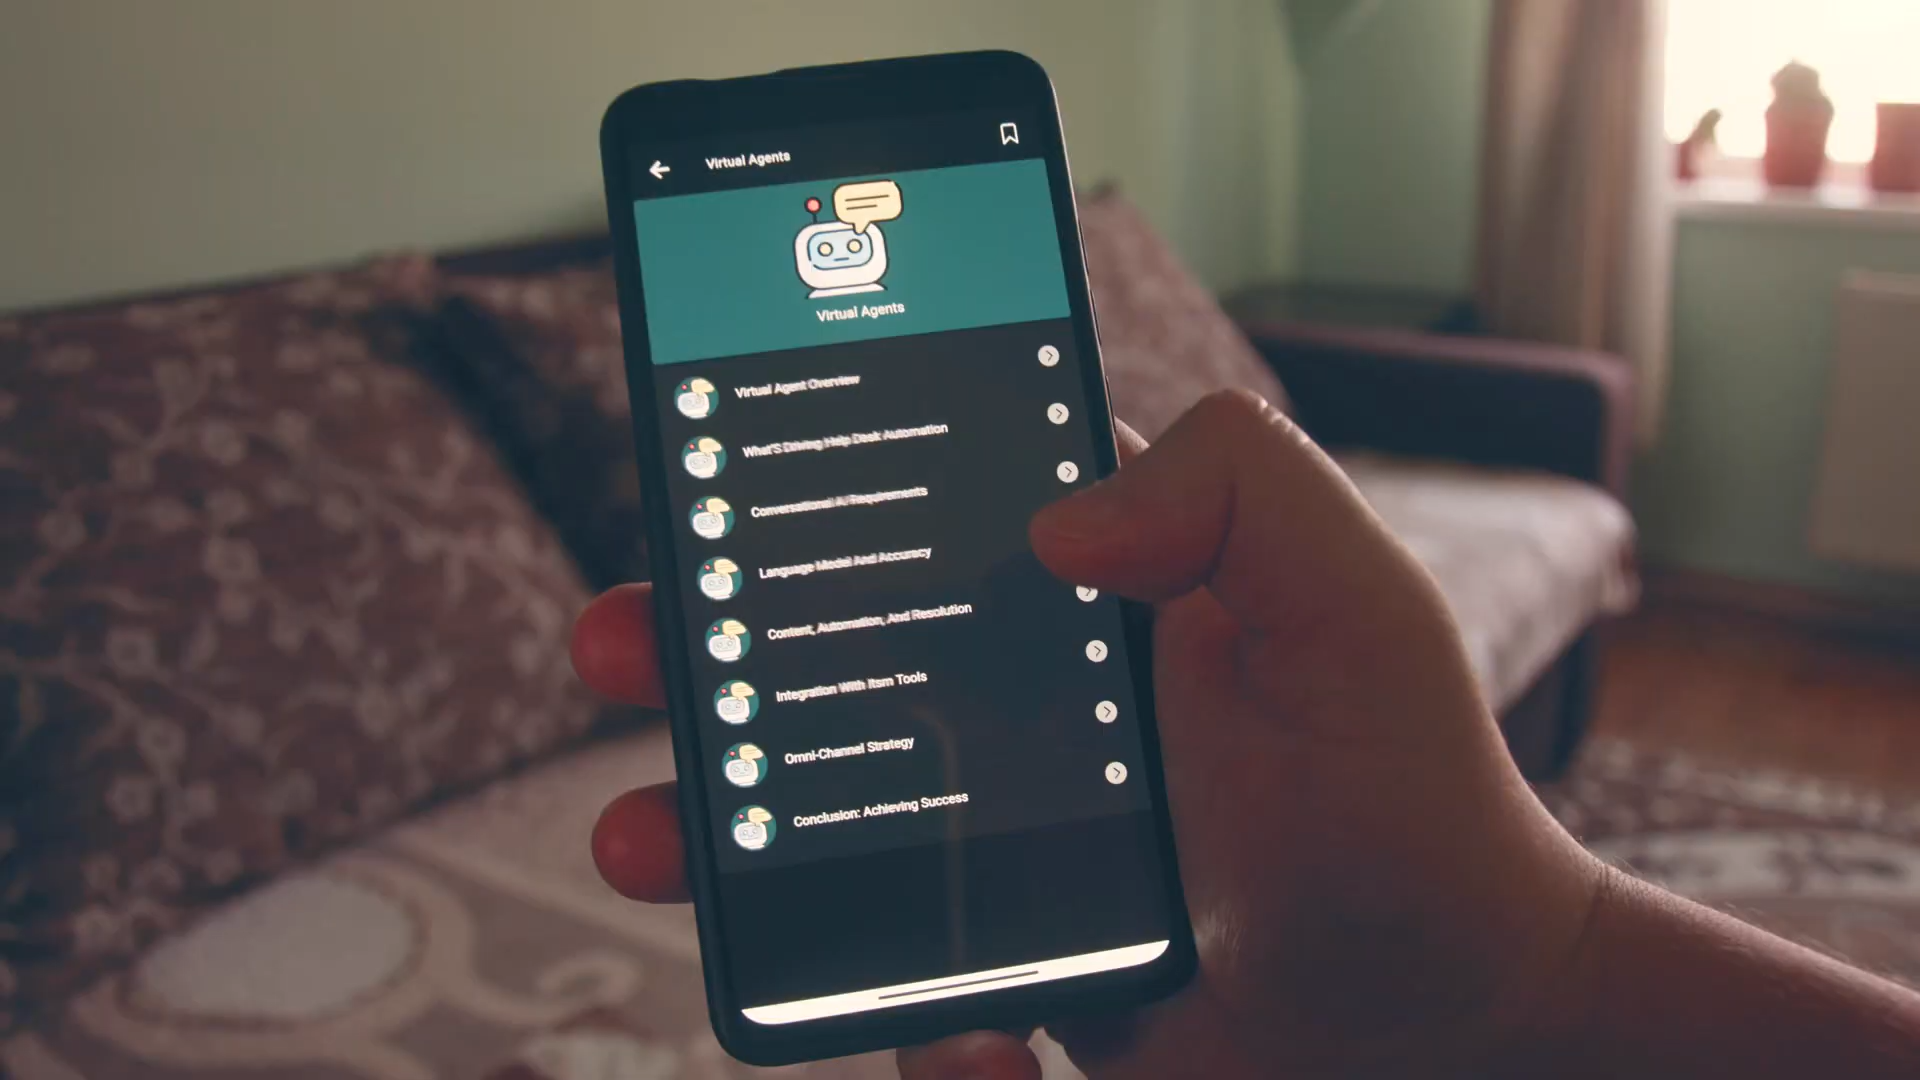 Virtual Agents
Virtual Agents
Virtual Agent Overview
What'S Driving Help Desk Automation
Conversational Ai Requirements
Language Model And Accuracy
Content, Automation, And Resolution
Integration With Itsm Tools
Omni-Channel Strategy
Conclusion: Achieving Success